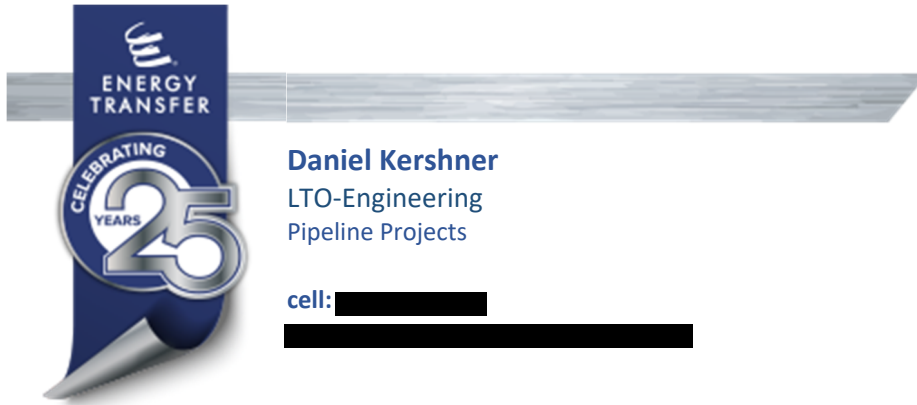 ENERGY
TRANSFER
CELEBRATING
25
YEARS
Daniel Kershner
LTO-Engineering
Pipeline Projects
cell: